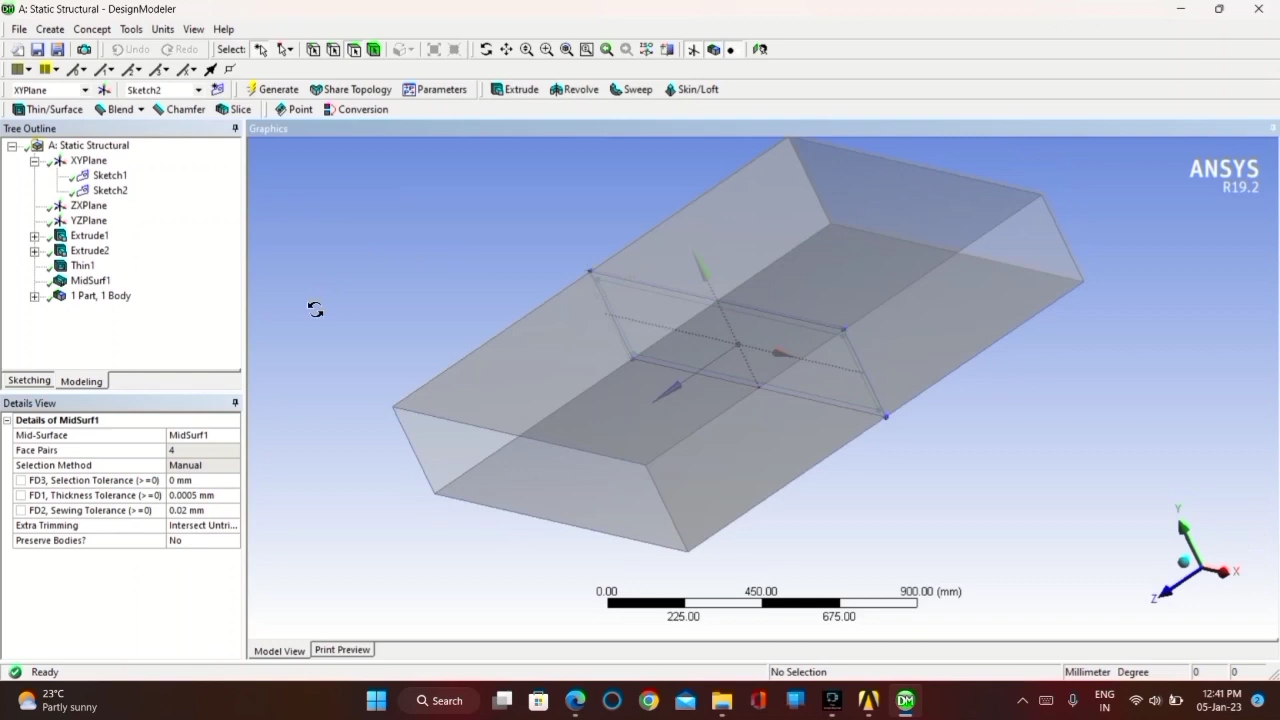 A: Static Structural - DesignModeler
File Create Concept Tools Units View Help
Undo Redo Select:
XYPlane Sketch2 Generate Share Topology Parameters Extrude Revolve Sweep Skin/Loft
Thin/Surface Blend Chamfer Slice Point Conversion
Tree Outline
Graphics
A: Static Structural
XYPlane
Sketch1
Sketch2
ZXPlane
YZPlane
Extrude1
Extrude2
Thin1
MidSurf1
1 Part, 1 Body
Sketching Modeling
Details View
Details of MidSurf1
Mid-Surface MidSurf1
Face Pairs 4
Selection Method Manual
FD3, Selection Tolerance (>=0) 0 mm
FD1, Thickness Tolerance (>=0) 0.0005 mm
FD2, Sewing Tolerance (>=0) 0.02 mm
Extra Trimming Intersect Untri...
Preserve Bodies? No
ANSYS
R19.2
Y
X
Z
0.00 450.00 900.00 (mm)
225.00 675.00
Model View Print Preview
Ready No Selection Millimeter Degree 0 0
23°C
Partly sunny
Search
ENG
IN
12:41 PM
05-Jan-23
2